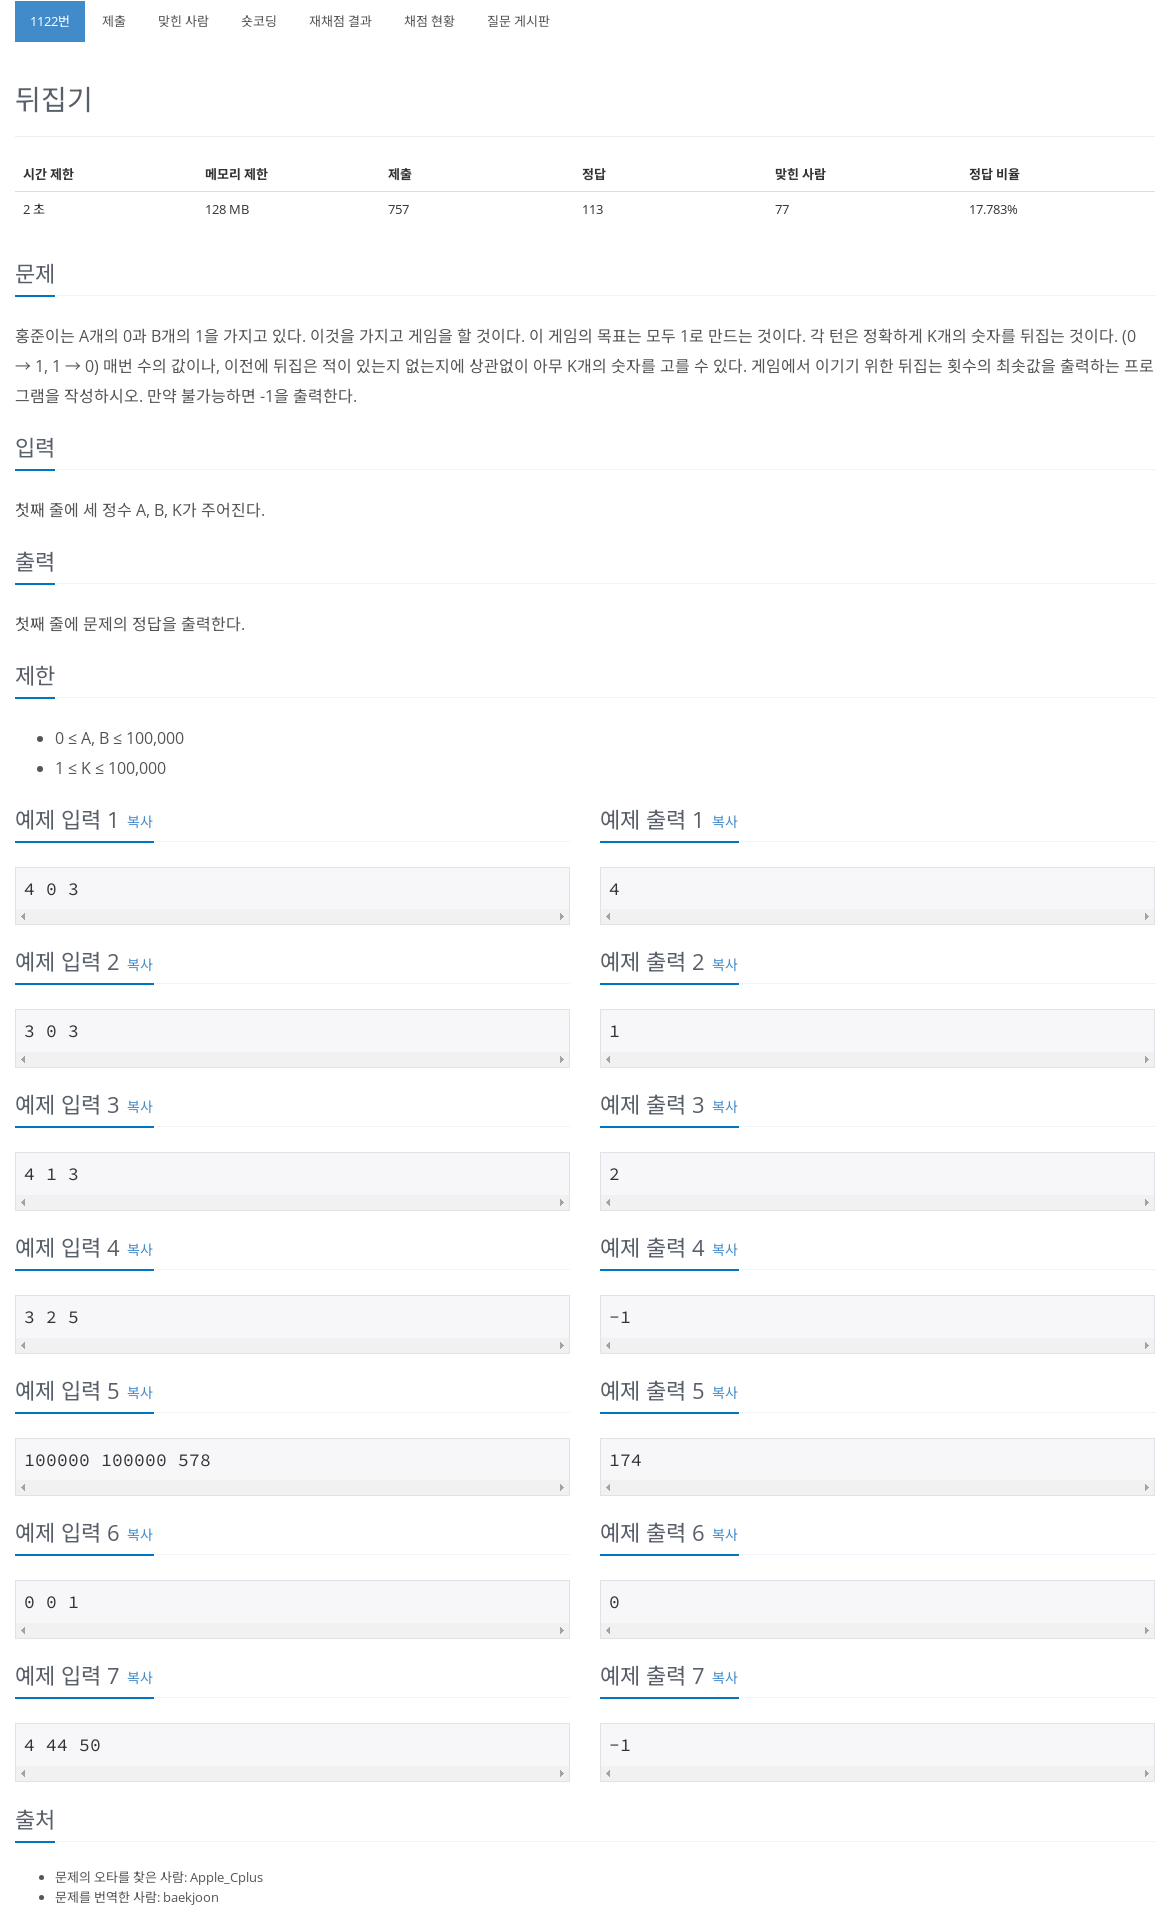 1122번 제출 맞힌 사람 숏코딩 재채점 결과 채점 현황 질문 게시판
뒤집기
시간 제한 메모리 제한 제출 정답 맞힌 사람 정답 비율
2 초 128 MB 757 113 77 17.783%
문제
홍준이는 A개의 0과 B개의 1을 가지고 있다. 이것을 가지고 게임을 할 것이다. 이 게임의 목표는 모두 1로 만드는 것이다. 각 턴은 정확하게 K개의 숫자를 뒤집는 것이다. (0
→ 1, 1 → 0) 매번 수의 값이나, 이전에 뒤집은 적이 있는지 없는지에 상관없이 아무 K개의 숫자를 고를 수 있다. 게임에서 이기기 위한 뒤집는 횟수의 최솟값을 출력하는 프로
그램을 작성하시오. 만약 불가능하면 -1을 출력한다.
입력
첫째 줄에 세 정수 A, B, K가 주어진다.
출력
첫째 줄에 문제의 정답을 출력한다.
제한
• 0 ≤ A, B ≤ 100,000
• 1 ≤ K ≤ 100,000
예제 입력 1 복사 예제 출력 1 복사
4 0 3 4
예제 입력 2 복사 예제 출력 2 복사
3 0 3 1
예제 입력 3 복사 예제 출력 3 복사
4 1 3 2
예제 입력 4 복사 예제 출력 4 복사
3 2 5 -1
예제 입력 5 복사 예제 출력 5 복사
100000 100000 578 174
예제 입력 6 복사 예제 출력 6 복사
0 0 1 0
예제 입력 7 복사 예제 출력 7 복사
4 44 50 -1
출처
• 문제의 오타를 찾은 사람: Apple_Cplus
• 문제를 번역한 사람: baekjoon